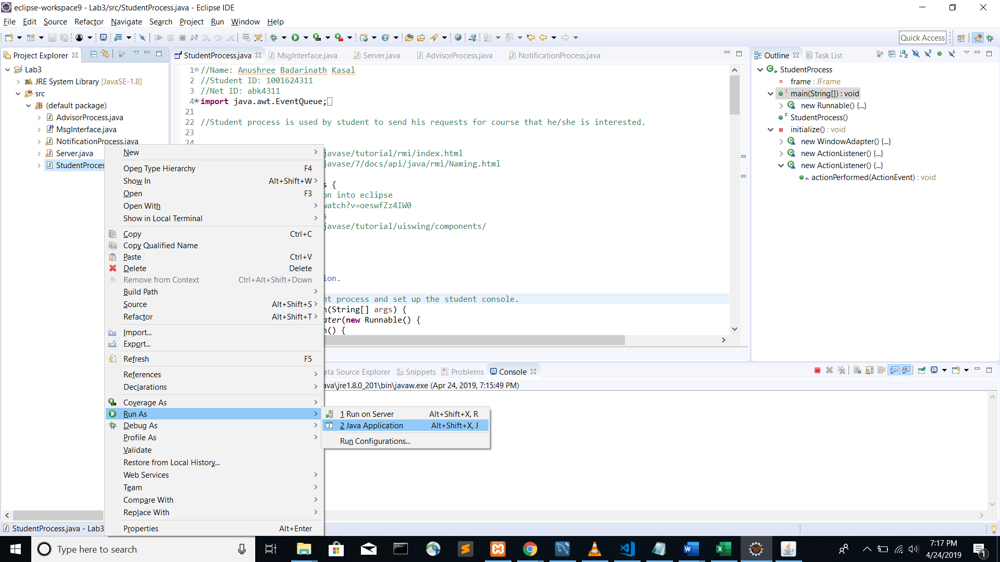 eclipse-workspace9 - Lab3/src/StudentProcess.java - Eclipse IDE
File Edit Source Refactor Navigate Search Project Run Window Help
Quick Access
Project Explorer
Lab3
JRE System Library [JavaSE-1.8]
src
(default package)
AdvisorProcess.java
MsgInterface.java
NotificationProcess.java
Server.java
StudentProces
StudentProcess.java MsgInterface.java Server.java AdvisorProcess.java NotificationProcess.java
1 //Name: Anushree Badarinath Kasal
2 //Student ID: 1001624311
3 //Net ID: abk4311
4 import java.awt.EventQueue;
21
22 //Student process is used by student to send his requests for course that he/she is interested.
23
24
javase/tutorial/rmi/index.html
javase/7/docs/api/java/rmi/Naming.html
s {
on into eclipse
watch?v=oeswfZz4IW0
s
javase/tutorial/uiswing/components/
ion.
nt process and set up the student console.
n(String[] args) {
ater(new Runnable() {
n() {
New
Open Type Hierarchy F4
Show In Alt+Shift+W
Open F3
Open With
Show in Local Terminal
Copy Ctrl+C
Copy Qualified Name
Paste Ctrl+V
Delete Delete
Remove from Context Ctrl+Alt+Shift+Down
Build Path
Source Alt+Shift+S
Refactor Alt+Shift+T
Import...
Export...
Refresh F5
References
Declarations
Coverage As
Run As
Debug As
Profile As
Validate
Restore from Local History...
Web Services
Team
Compare With
Replace With
Properties Alt+Enter
1 Run on Server Alt+Shift+X, R
2 Java Application Alt+Shift+X, J
Run Configurations...
Outline Task List
StudentProcess
frame : JFrame
main(String[]) : void
new Runnable() {...}
StudentProcess()
initialize() : void
new WindowAdapter() {...}
new ActionListener() {...}
new ActionListener() {...}
actionPerformed(ActionEvent) : void
ata Source Explorer Snippets Problems Console
ava\jre1.8.0_201\bin\javaw.exe (Apr 24, 2019, 7:15:49 PM)
StudentProcess.java - Lab3
Type here to search
7:17 PM
4/24/2019
1